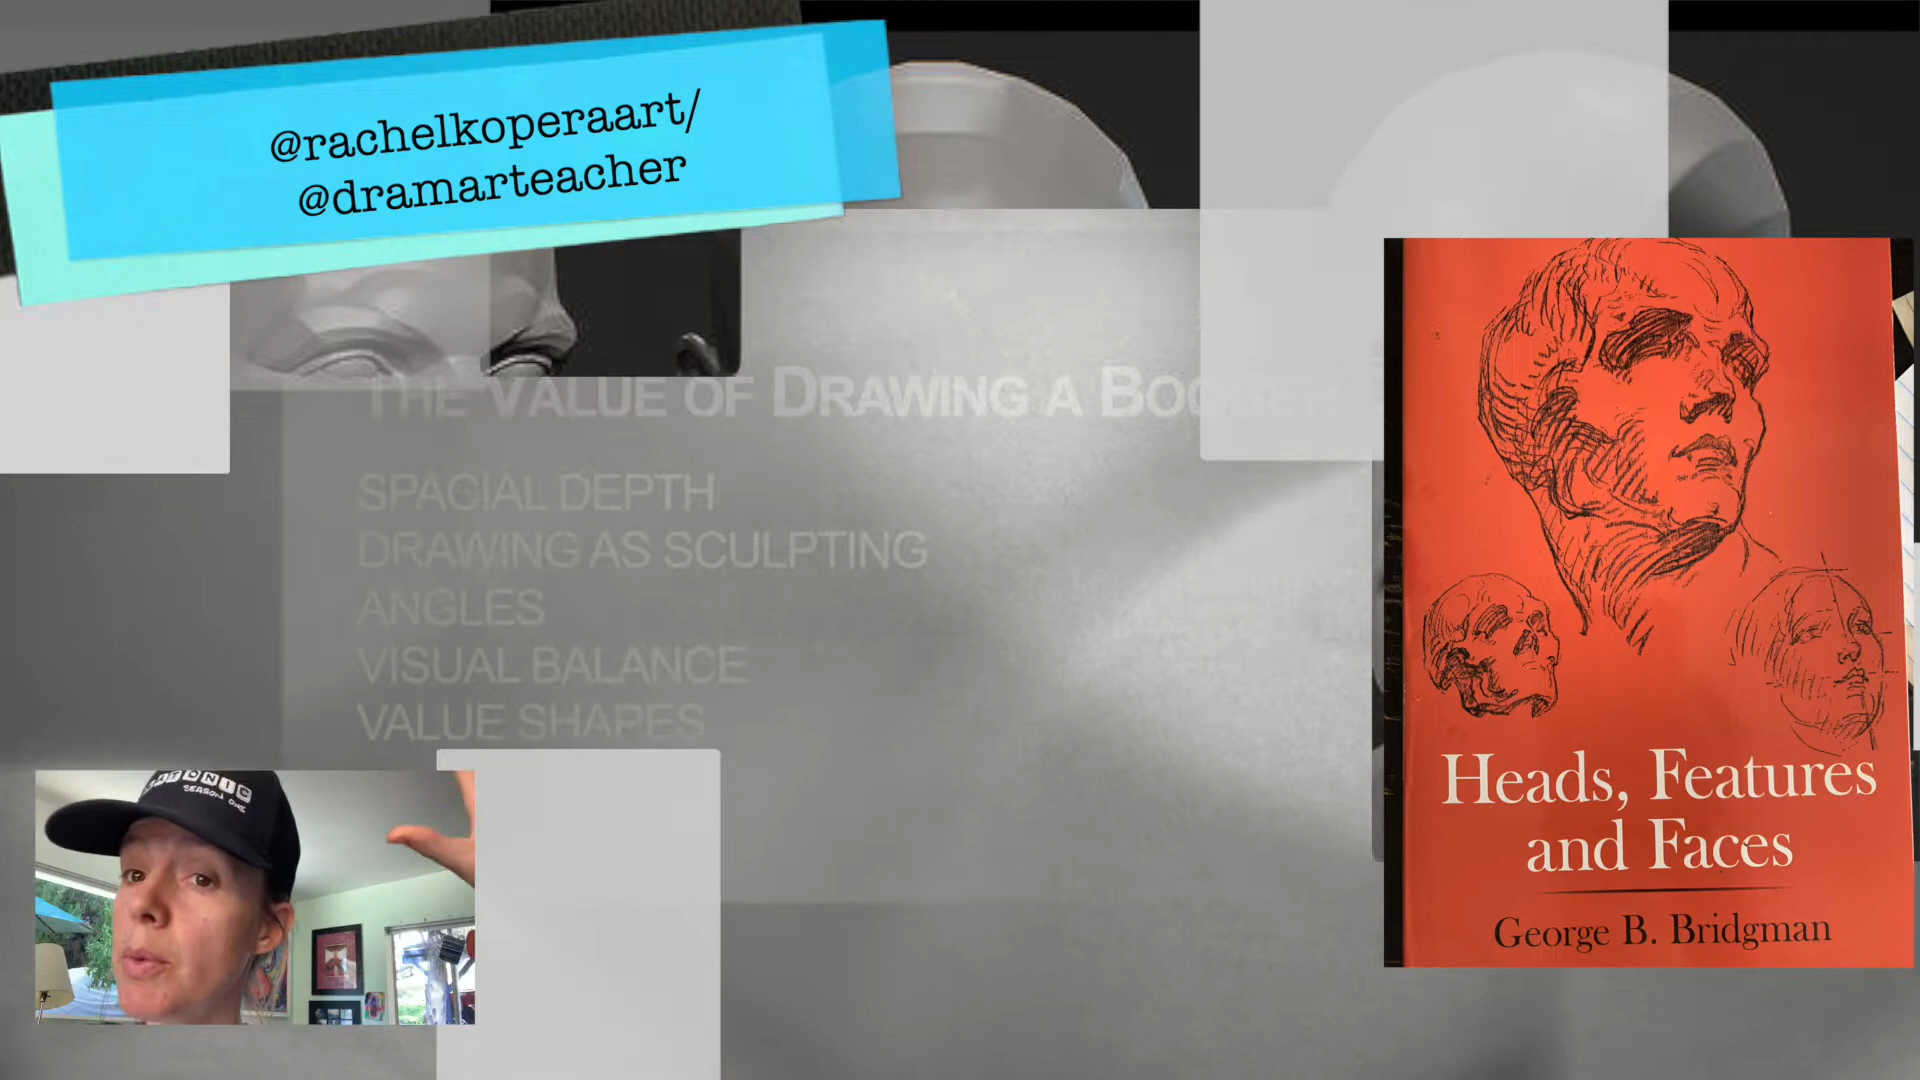 @rachelkoperaart/
@dramarteacher
THE VALUE OF DRAWING A
SPACIAL DEPTH
DRAWING AS SCULPTING
ANGLES
VISUAL BALANCE
VALUE SHAPES
SEASON ONE
Heads, Features
and Faces
George B. Bridgman